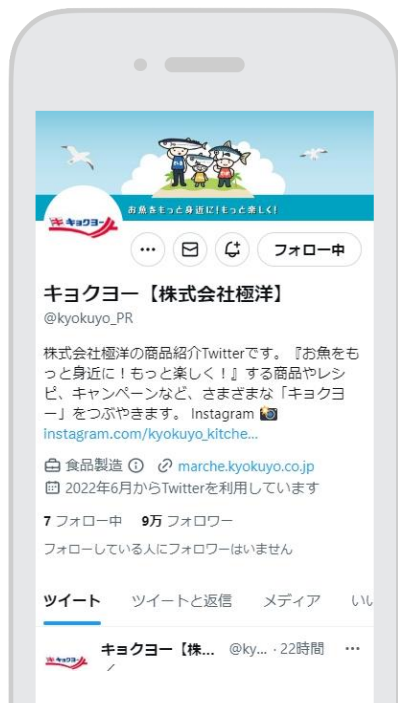 お魚をもっと身近に!もっと楽しく!
キョクヨー
フォロー中
キョクヨー【株式会社極洋】
@kyokuyo_PR
株式会社極洋の商品紹介Twitterです。『お魚をも
っと身近に！もっと楽しく！』する商品やレシ
ピ、キャンペーンなど、さまざまな「キョクヨ
ー」をつぶやきます。 Instagram
instagram.com/kyokuyo_kitche…
食品製造 marche.kyokuyo.co.jp
2022年6月からTwitterを利用しています
7 フォロー中 9万 フォロワー
フォローしている人にフォロワーはいません
ツイート ツイートと返信 メディア いい
キョクヨー【株... @ky... · 22時間
キョクヨー